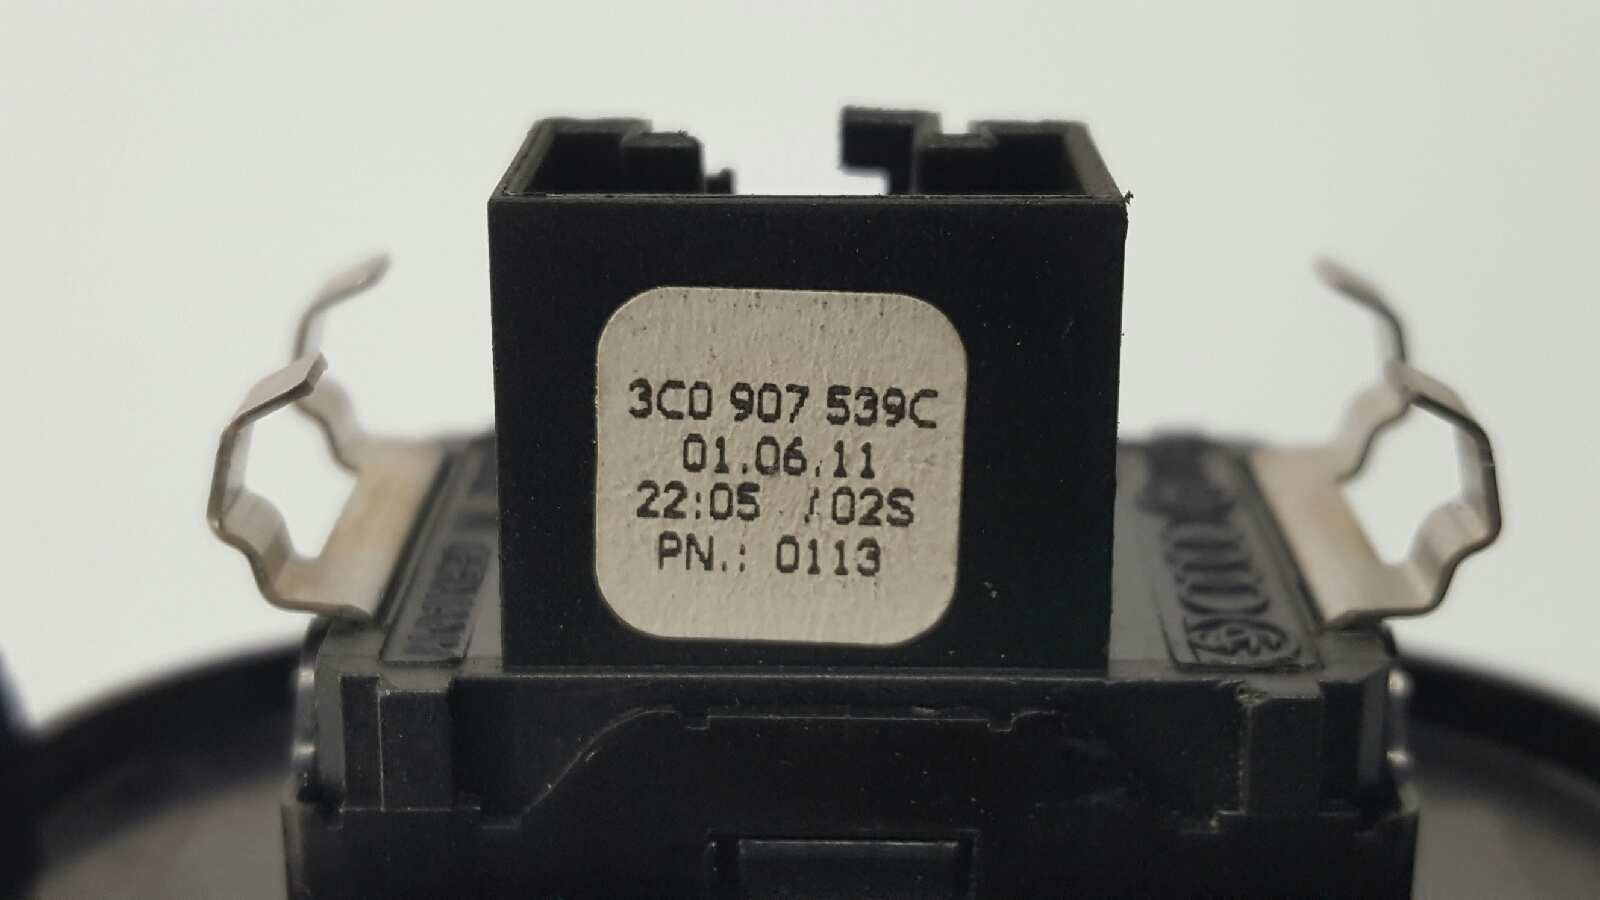 3C0 907 539C
01.06.11
22:05 /02S
PN.: 0113